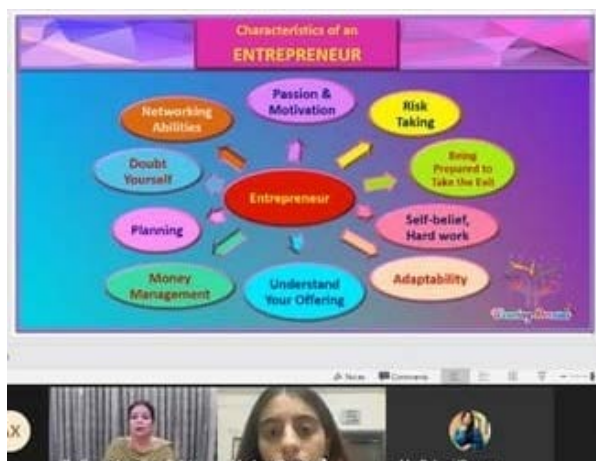 Characteristics of an
ENTREPRENEUR
Passion &
Motivation
Networking
Abilities
Risk
Taking
Doubt
Yourself
Being
Prepared to
Take the Exit
Entrepreneur
Planning
Self-belief,
Hard work
Money
Management
Understand
Your Offering
Adaptability
Notes
Comments
AX